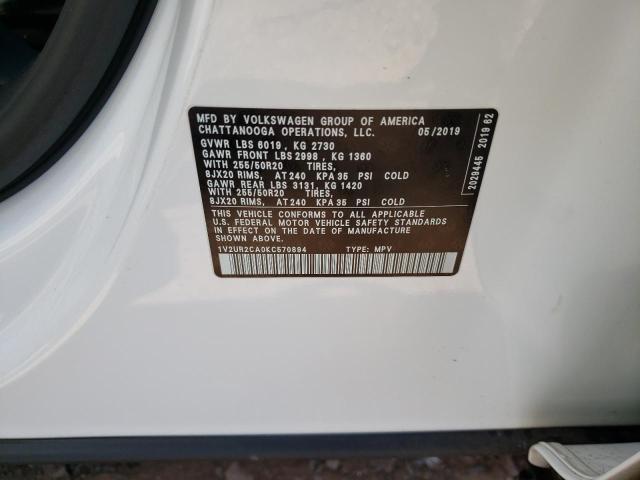 MFD BY VOLKSWAGEN GROUP OF AMERICA
CHATTANOOGA OPERATIONS, LLC. 05/2019
GVWR LBS 6019 , KG 2730
GAWR FRONT LBS 2998 , KG 1360
WITH 255/50R20 TIRES,
8JX20 RIMS, AT 240 KPA 35 PSI COLD
GAWR REAR LBS 3131, KG 1420
WITH 255/50R20 TIRES,
8JX20 RIMS, AT 240 KPA 35 PSI COLD
THIS VEHICLE CONFORMS TO ALL APPLICABLE
U.S. FEDERAL MOTOR VEHICLE SAFETY STANDARDS
IN EFFECT ON THE DATE OF MANUFACTURE
SHOWN ABOVE.
1V2UR2CA0KC570894 TYPE: MPV
2029445 2019 62